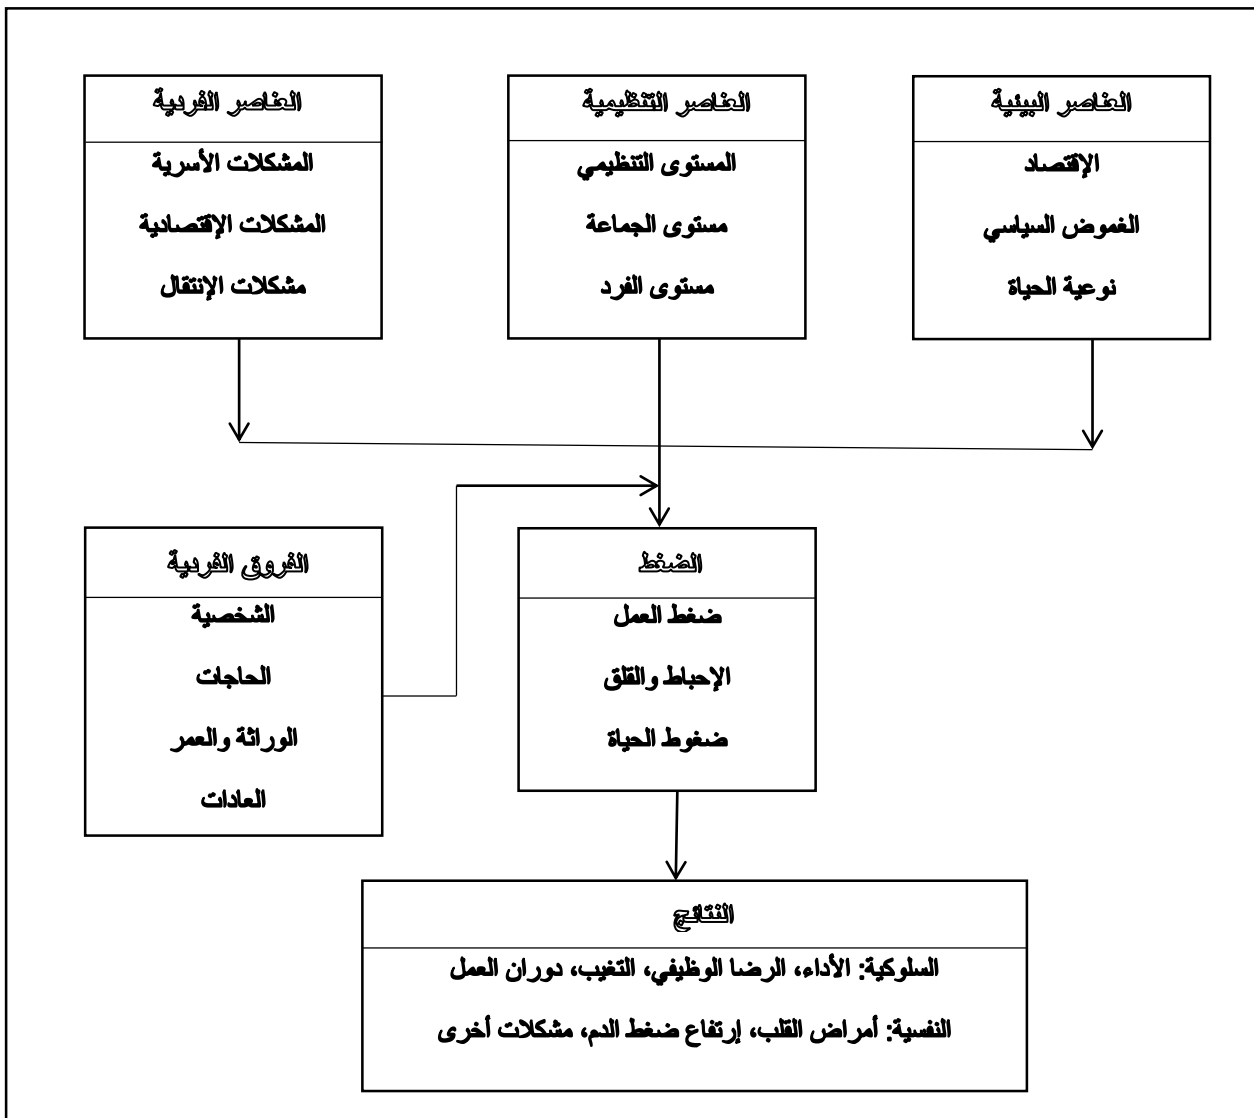 العناصر البيئية
الإقتصاد
الغموض السياسي
نوعية الحياة
العناصر التنظيمية
المستوى التنظيمي
مستوى الجماعة
مستوى الفرد
العناصر الفردية
المشكلات الأسرية
المشكلات الإقتصادية
مشكلات الإنتقال
الضغط
ضغط العمل
الإحباط والقلق
ضغوط الحياة
الفروق الفردية
الشخصية
الحاجات
الوراثة والعمر
العادات
النتائج
السلوكية: الأداء، الرضا الوظيفي، التغيب، دوران العمل
النفسية: أمراض القلب، إرتفاع ضغط الدم، مشكلات أخرى